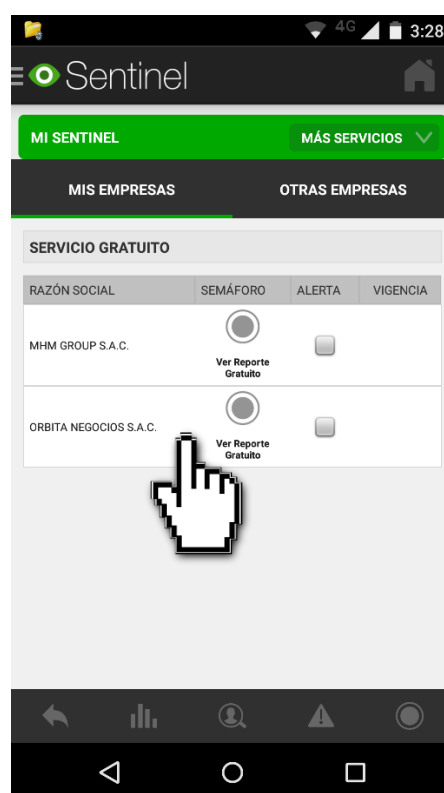 4G 3:28
Sentinel
MI SENTINEL MÁS SERVICIOS
MIS EMPRESAS OTRAS EMPRESAS
SERVICIO GRATUITO
RAZÓN SOCIAL SEMÁFORO ALERTA VIGENCIA
MHM GROUP S.A.C.
Ver Reporte
Gratuito
ORBITA NEGOCIOS S.A.C.
Ver Reporte
Gratuito